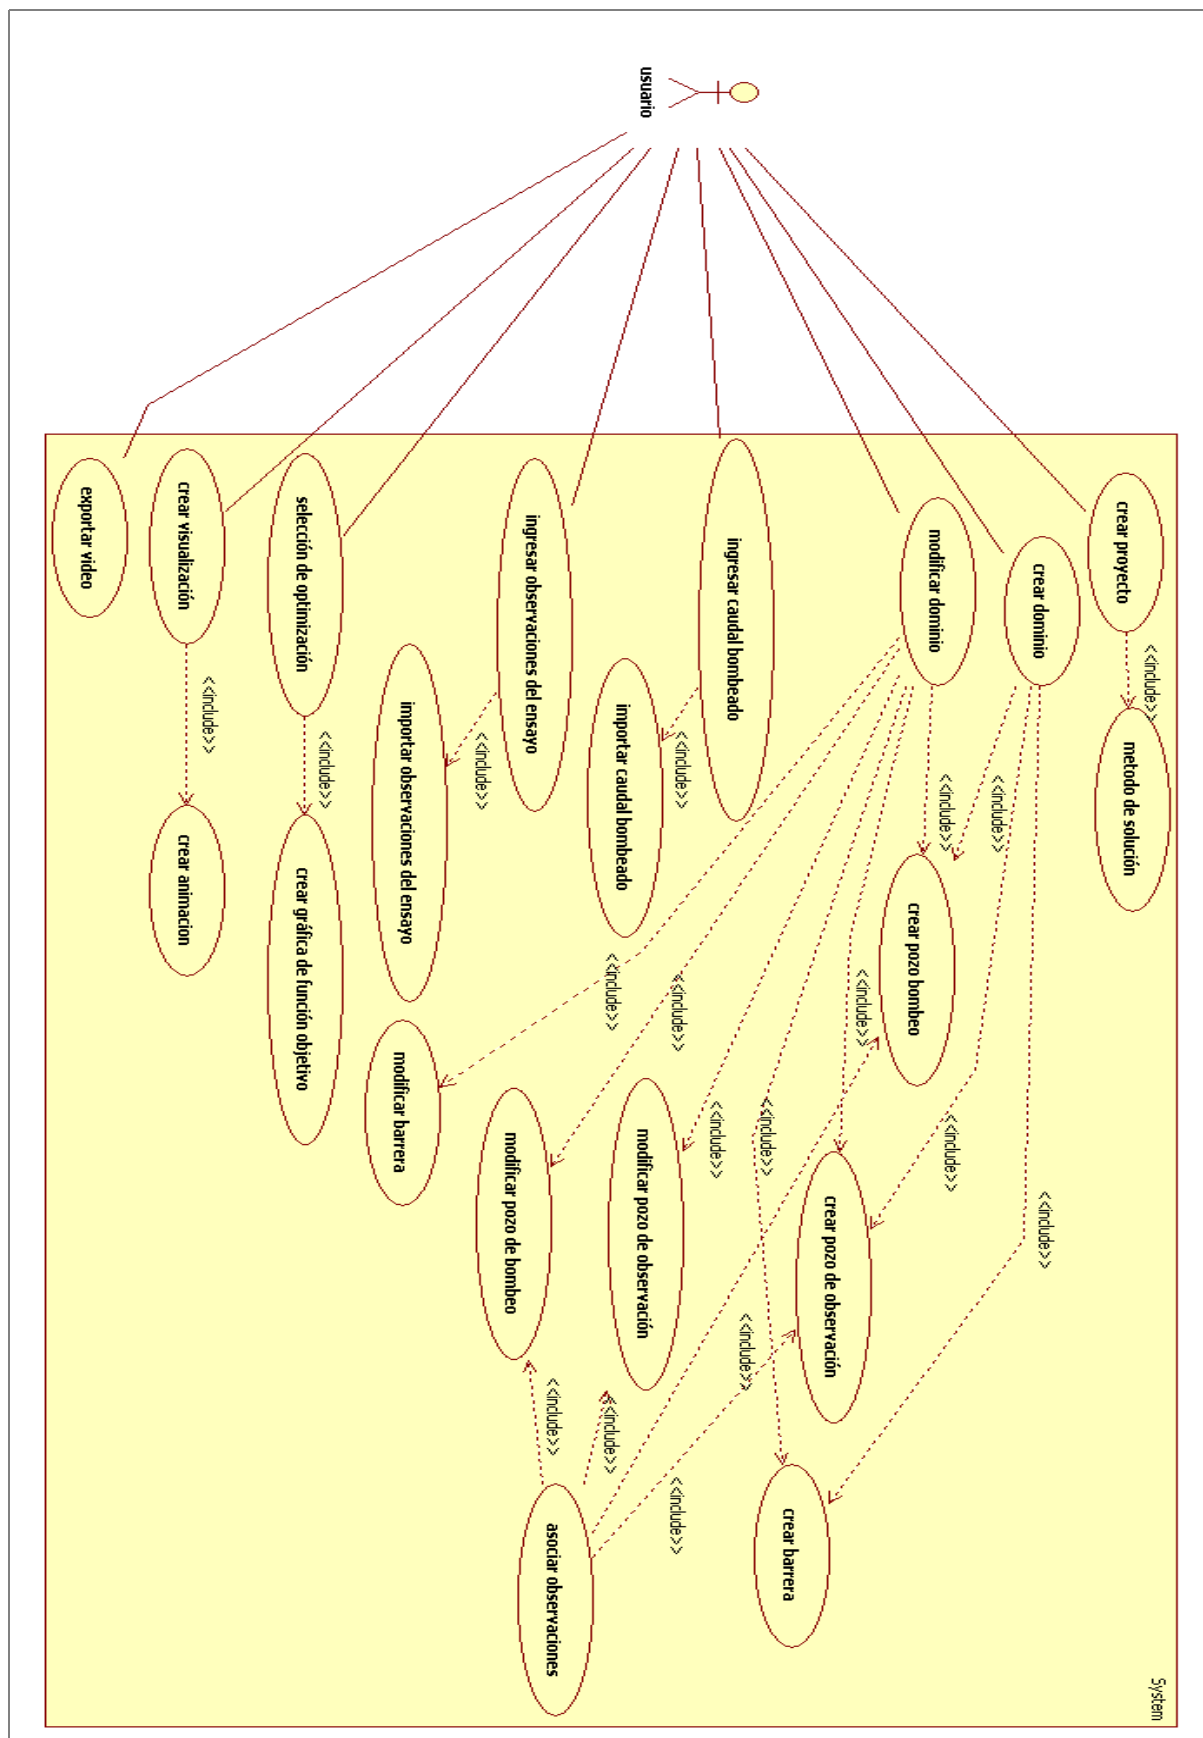 System
crear proyecto
<<include>>
metodo de solución
<<include>>
crear dominio
<<include>>
<<include>>
modificar dominio
<<include>>
crear pozo bombeo
<<include>>
crear pozo de observación
crear barrera
<<include>>
<<include>>
ingresar caudal bombeado
<<include>>
<<include>>
<<include>>
<<include>>
usuario
modificar pozo de observación
importar caudal bombeado
<<include>>
<<include>>
asociar observaciones
<<include>>
ingresar observaciones del ensayo
modificar pozo de bombeo
<<include>>
importar observaciones del ensayo
modificar barrera
<<include>>
selección de optimización
crear gráfica de función objetivo
<<include>>
crear visualización
crear animacion
exportar video